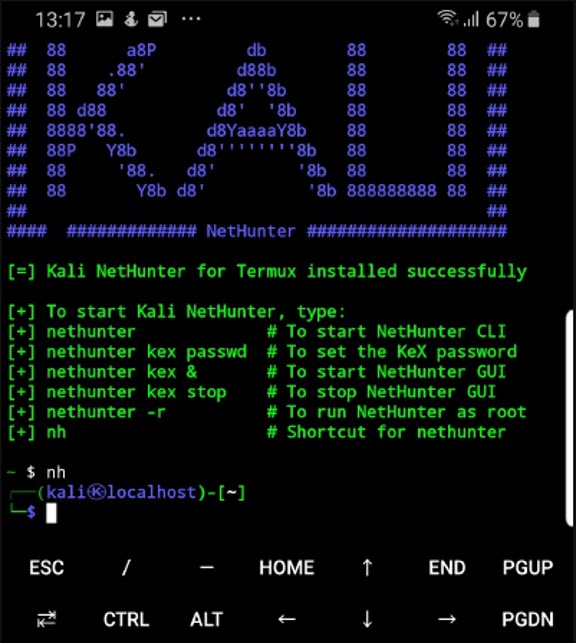 13:17 ... 67%
##  88       a8P         db        88        88  ##
##  88     .88'         d88b       88        88  ##
##  88    88'          d8''8b      88        88  ##
##  88 d88            d8'  '8b     88        88  ##
##  8888'88.         d8YaaaaY8b    88        88  ##
##  88P   Y8b       d8''''''''8b   88        88  ##
##  88     '88.    d8'        '8b  88        88  ##
##  88       Y8b d8'            '8b 888888888 88  ##
##                                               ##
####  ############# NetHunter ####################
[=] Kali NetHunter for Termux installed successfully
[+] To start Kali NetHunter, type:
[+] nethunter             # To start NetHunter CLI
[+] nethunter kex passwd  # To set the KeX password
[+] nethunter kex &       # To start NetHunter GUI
[+] nethunter kex stop    # To stop NetHunter GUI
[+] nethunter -r          # To run NetHunter as root
[+] nh                    # Shortcut for nethunter
~ $ nh
┌──(kali㉿localhost)-[~]
└─$
ESC / — HOME ↑ END PGUP
⇆ CTRL ALT ← ↓ → PGDN